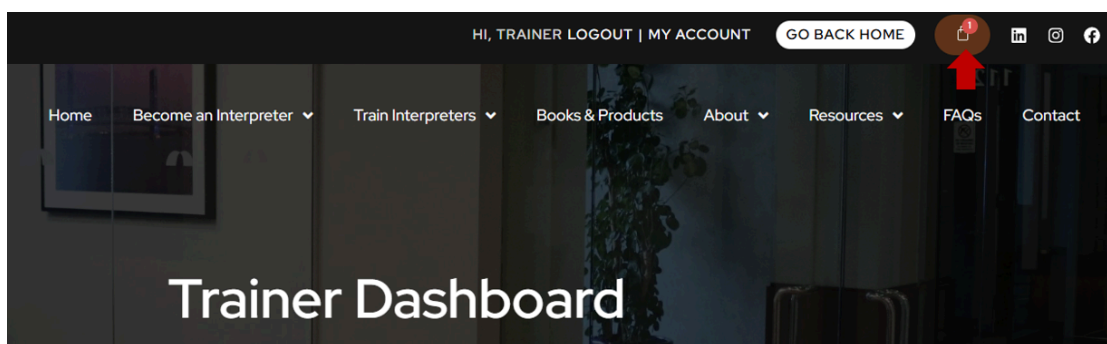 HI, TRAINER LOGOUT | MY ACCOUNT GO BACK HOME 1
Home Become an Interpreter Train Interpreters Books & Products About Resources FAQs Contact
Trainer Dashboard